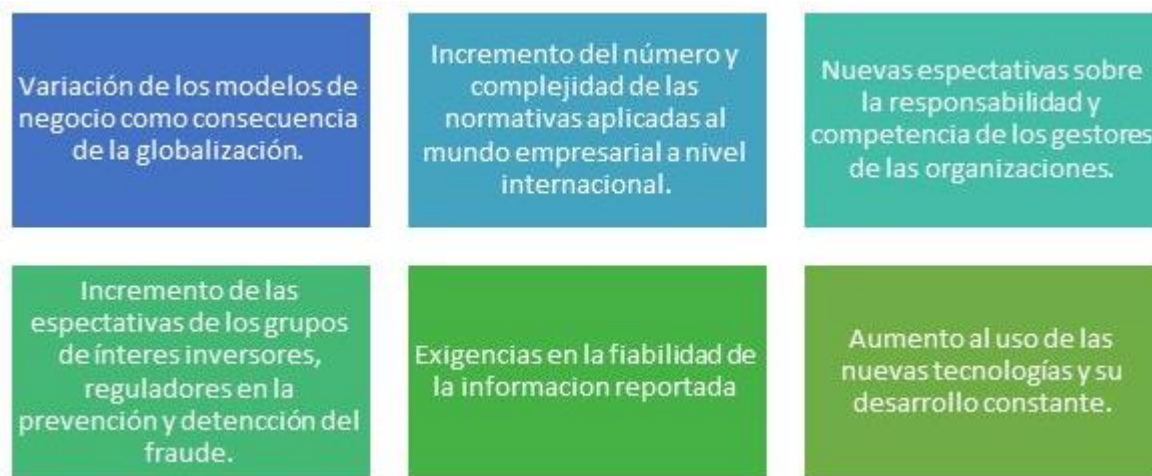 Variación de los modelos de
negocio como consecuencia
de la globalización.
Incremento del número y
complejidad de las
normativas aplicadas al
mundo empresarial a nivel
internacional.
Nuevas espectativas sobre
la responsabilidad y
competencia de los gestores
de las organizaciones.
Incremento de las
espectativas de los grupos
de ínteres inversores,
reguladores en la
prevención y detencción del
fraude.
Exigencias en la fiabilidad de
la informacion reportada
Aumento al uso de las
nuevas tecnologías y su
desarrollo constante.